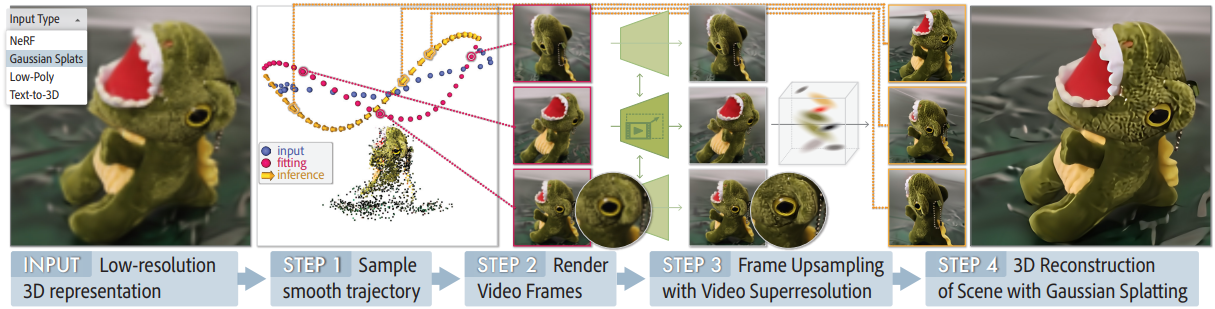 Input Type
NeRF
Gaussian Splats
Low-Poly
Text-to-3D
input
fitting
inference
INPUT Low-resolution
3D representation
STEP 1 Sample
smooth trajectory
STEP 2 Render
Video Frames
STEP 3 Frame Upsampling
with Video Superresolution
STEP 4 3D Reconstruction
of Scene with Gaussian Splatting